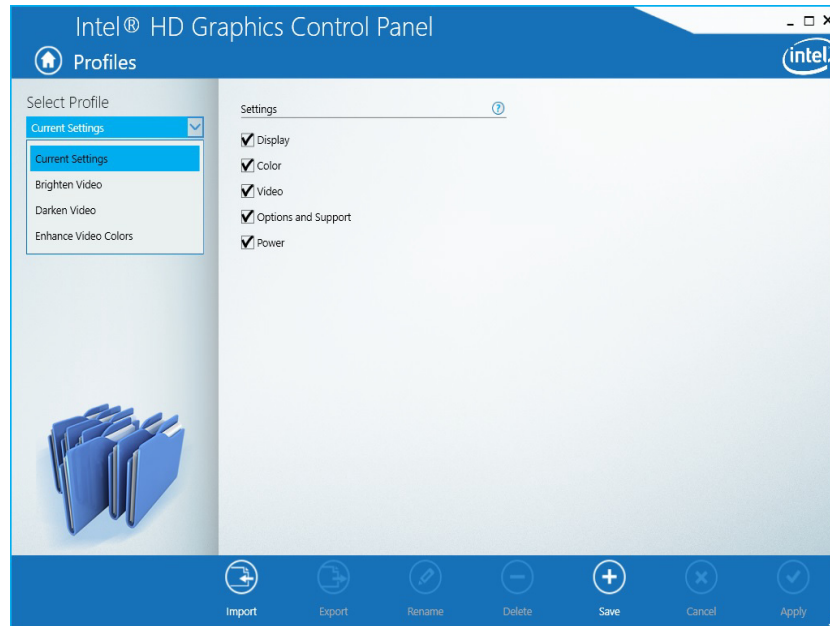 Intel® HD Graphics Control Panel
Profiles
intel
Select Profile
Current Settings
Current Settings
Brighten Video
Darken Video
Enhance Video Colors
Settings
?
Display
Color
Video
Options and Support
Power
Import Export Rename Delete Save Cancel Apply